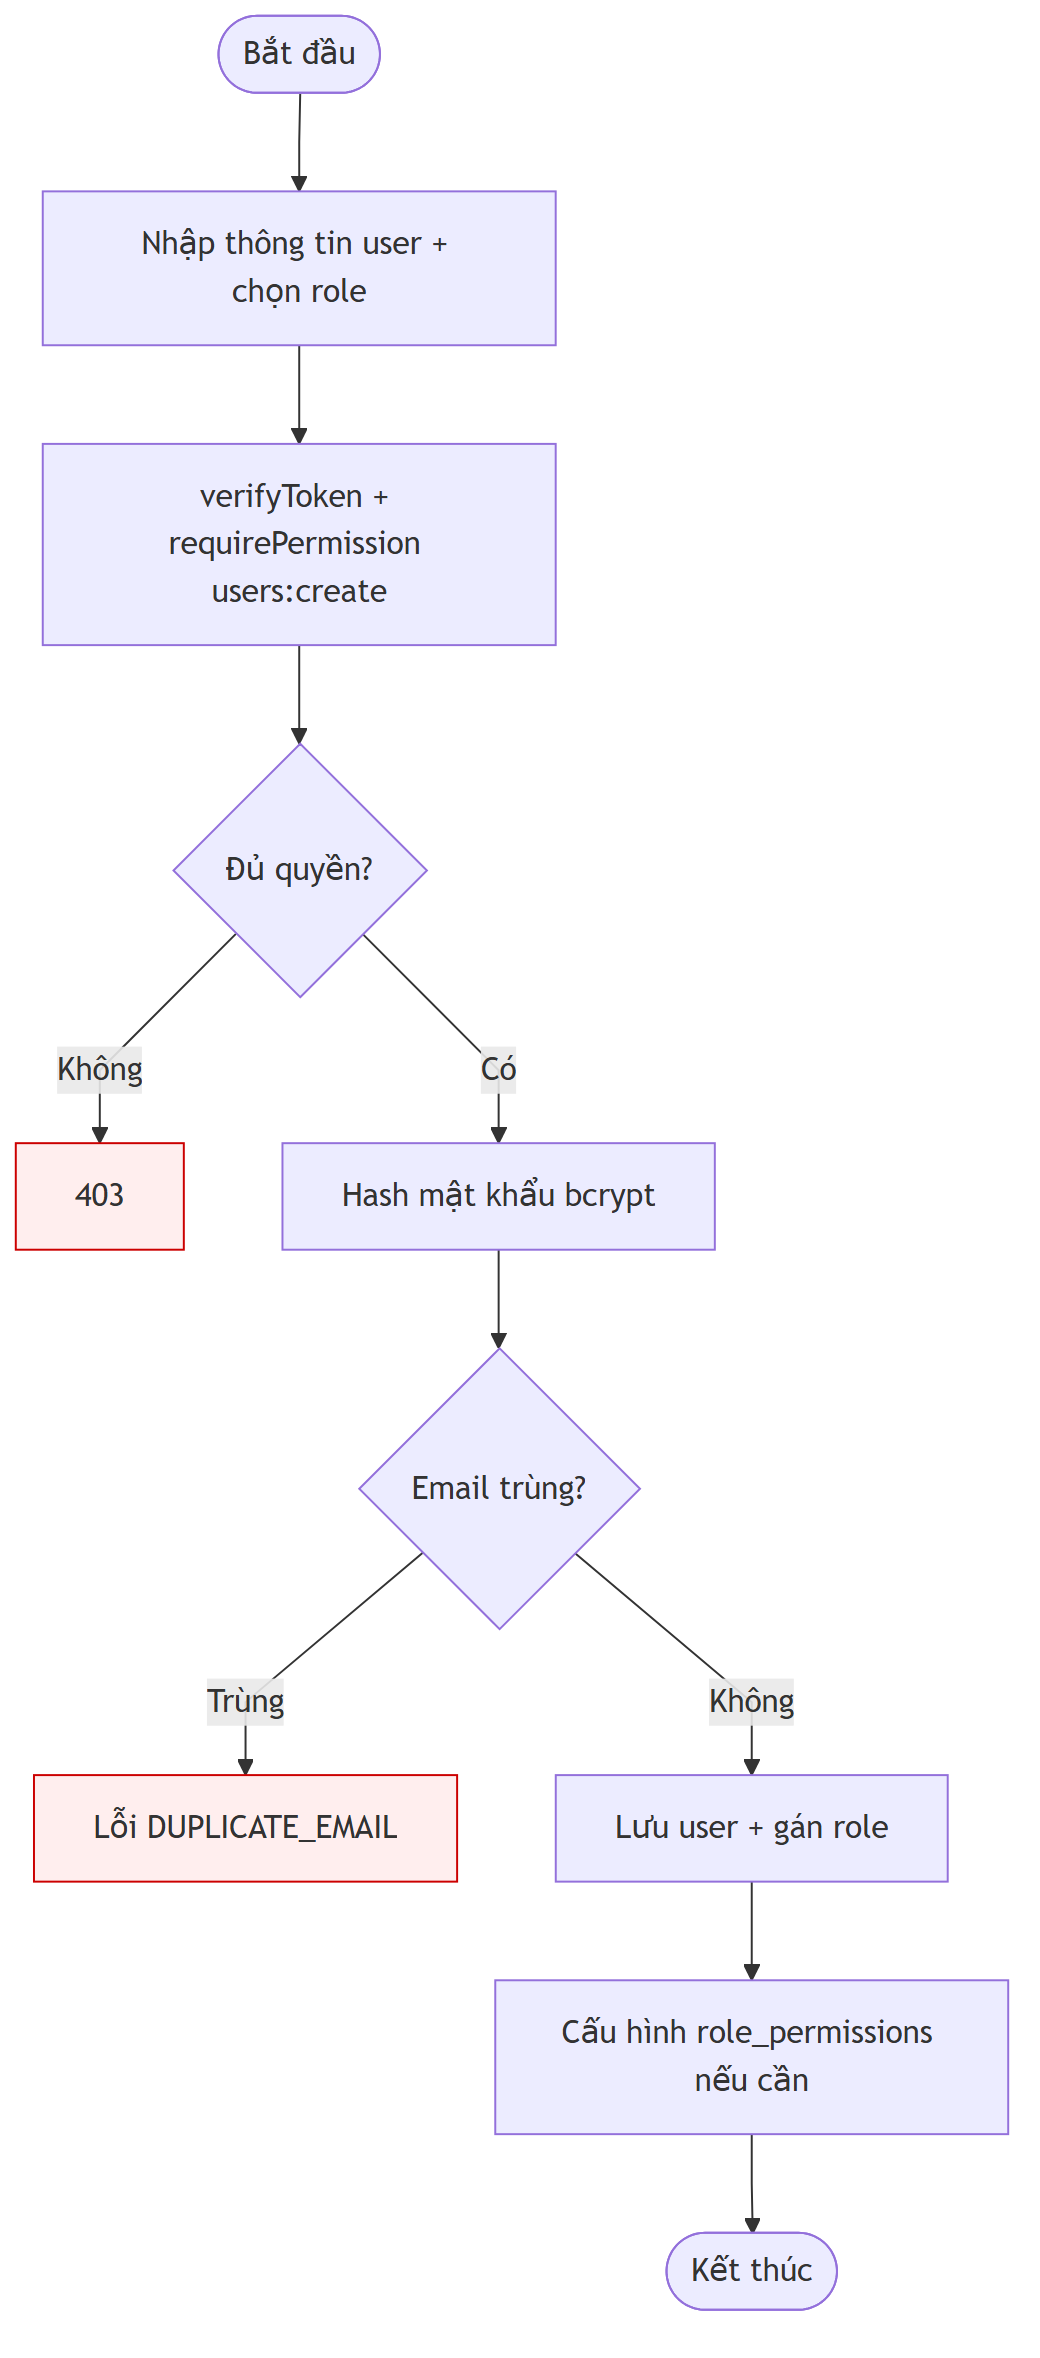 Bắt đầu
Nhập thông tin user +
chọn role
verifyToken +
requirePermission
users:create
Đủ quyền?
Không
Có
403
Hash mật khẩu bcrypt
Email trùng?
Trùng
Không
Lỗi DUPLICATE_EMAIL
Lưu user + gán role
Cấu hình role_permissions
nếu cần
Kết thúc